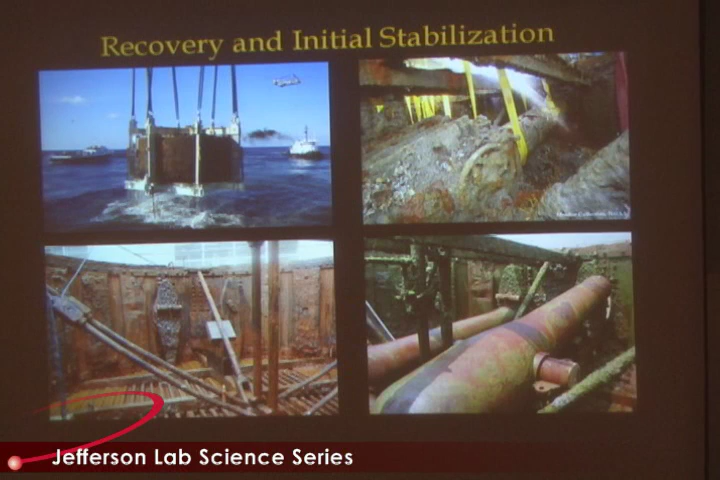 Recovery and Initial Stabilization
Jefferson Lab Science Series